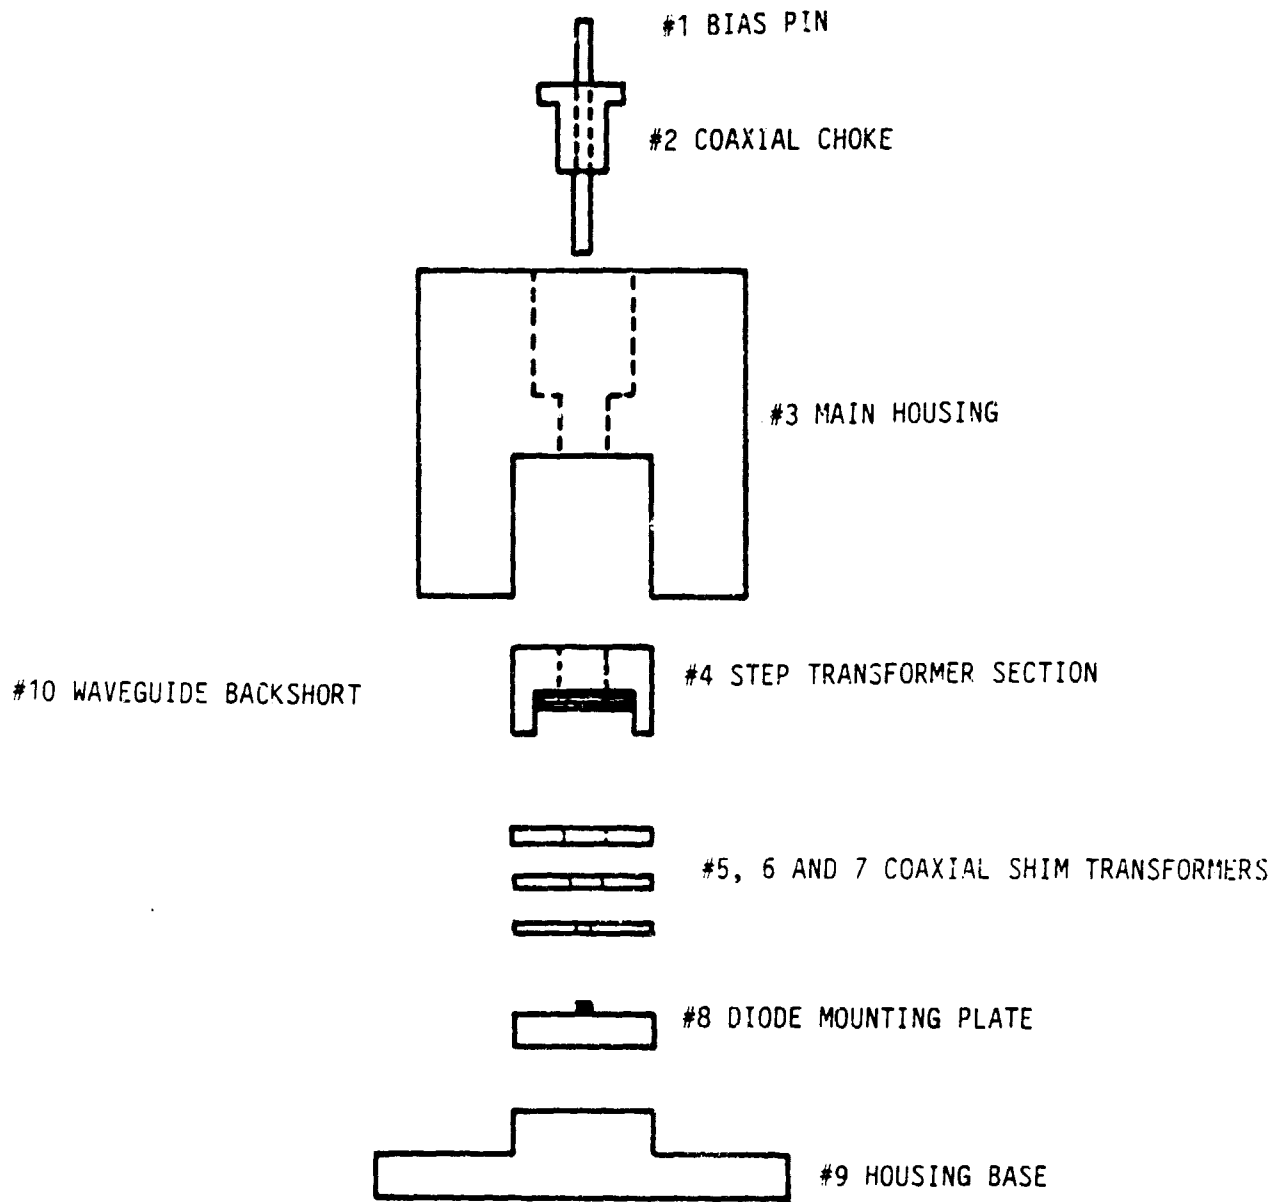 #1 BIAS PIN
#2 COAXIAL CHOKE
#3 MAIN HOUSING
#4 STEP TRANSFORMER SECTION
#10 WAVEGUIDE BACKSHORT
#5, 6 AND 7 COAXIAL SHIM TRANSFORMERS
#8 DIODE MOUNTING PLATE
#9 HOUSING BASE